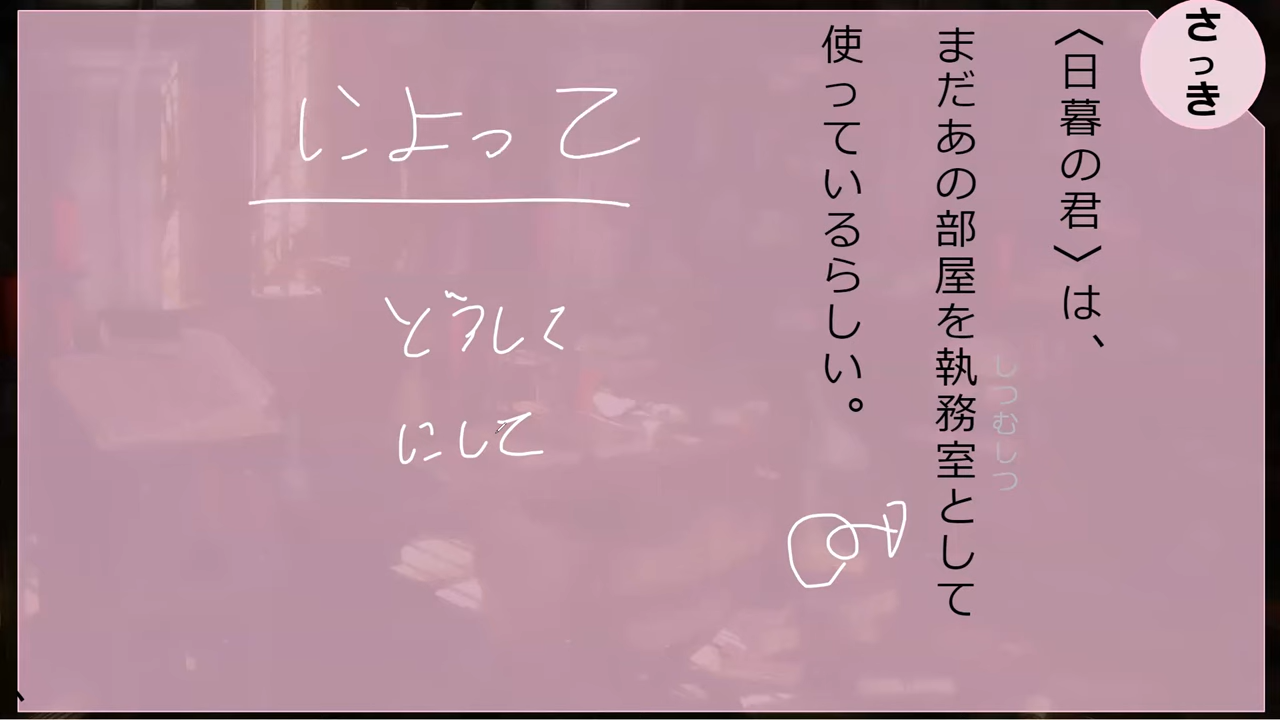 さっき
〈日暮の君〉は、
まだあの部屋を執務室として
しつむしつ
使っているらしい。
によって
どうして
にして